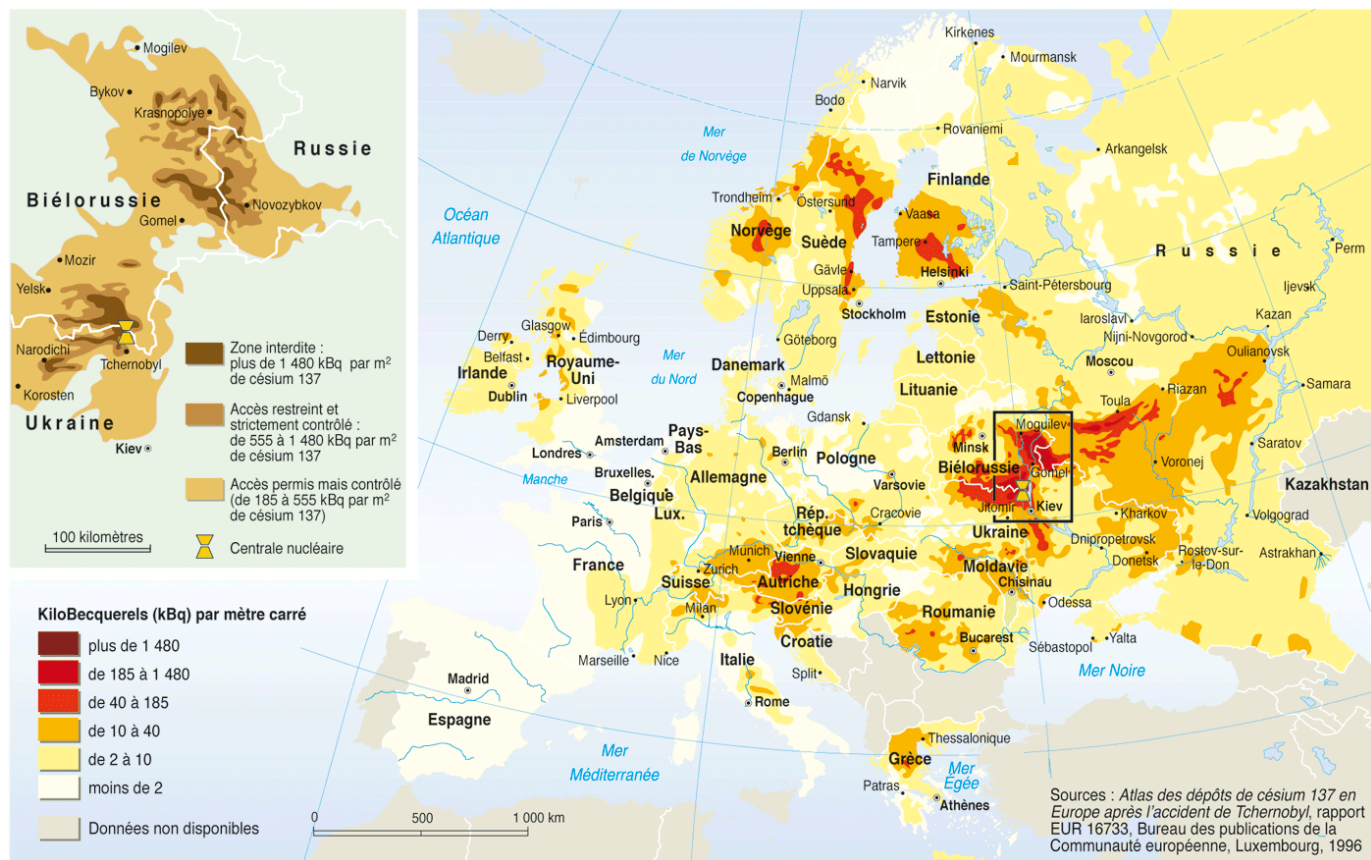 Mogilev
Bykov
Krasnopolye
Russie
Biélorussie
Gomel
Novozybkov
Mozir
Yelsk
Narodichi
Tchernobyl
Korosten
Ukraine
Kiev
Zone interdite :
plus de 1 480 kBq par m²
de césium 137
Accès restreint et
strictement contrôlé :
de 555 à 1 480 kBq par m²
de césium 137
Accès permis mais contrôlé
(de 185 à 555 kBq par m²
de césium 137)
100 kilomètres
Centrale nucléaire
KiloBecquerels (kBq) par mètre carré
plus de 1 480
de 185 à 1 480
de 40 à 185
de 10 à 40
de 2 à 10
moins de 2
Données non disponibles
0 500 1 000 km
Kirkenes
Mourmansk
Narvik
Bodø
Rovaniemi
Mer
de Norvège
Arkangelsk
Finlande
Trondheim
Östersund
Vaasa
Océan
Atlantique
Norvège
Suède
Tampere
Russie
Perm
Gävle
Helsinki
Uppsala
Saint-Pétersbourg
Ijevsk
Stockholm
Estonie
Iaroslavl
Kazan
Glasgow
Édimbourg
Derry
Göteborg
Nijni-Novgorod
Belfast
Mer
du Nord
Lettonie
Moscou
Oulianovsk
Irlande
Royaume-
Uni
Danemark
Malmö
Lituanie
Riazan
Samara
Dublin
Liverpool
Copenhague
Gdansk
Toula
Moguilev
Amsterdam
Pays-
Bas
Minsk
Saratov
Londres
Berlin
Pologne
Biélorussie
Gomel
Voronej
Bruxelles
Allemagne
Manche
Belgique
Varsovie
Kazakhstan
Lux.
Jitomir
Kiev
Kharkov
Volgograd
Paris
Rép.
tchèque
Cracovie
Ukraine
Dnipropetrovsk
Astrakhan
Munich
Vienne
Slovaquie
Donetsk
Rostov-sur-
le-Don
France
Zurich
Moldavie
Suisse
Autriche
Hongrie
Chisinau
Lyon
Milan
Slovénie
Roumanie
Odessa
Croatie
Bucarest
Sébastopol
Yalta
Marseille
Nice
Italie
Split
Mer Noire
Madrid
Rome
Espagne
Thessalonique
Mer
Méditerranée
Grèce
Mer
Égée
Patras
Athènes
Sources : Atlas des dépôts de césium 137 en
Europe après l'accident de Tchernobyl, rapport
EUR 16733, Bureau des publications de la
Communauté européenne, Luxembourg, 1996